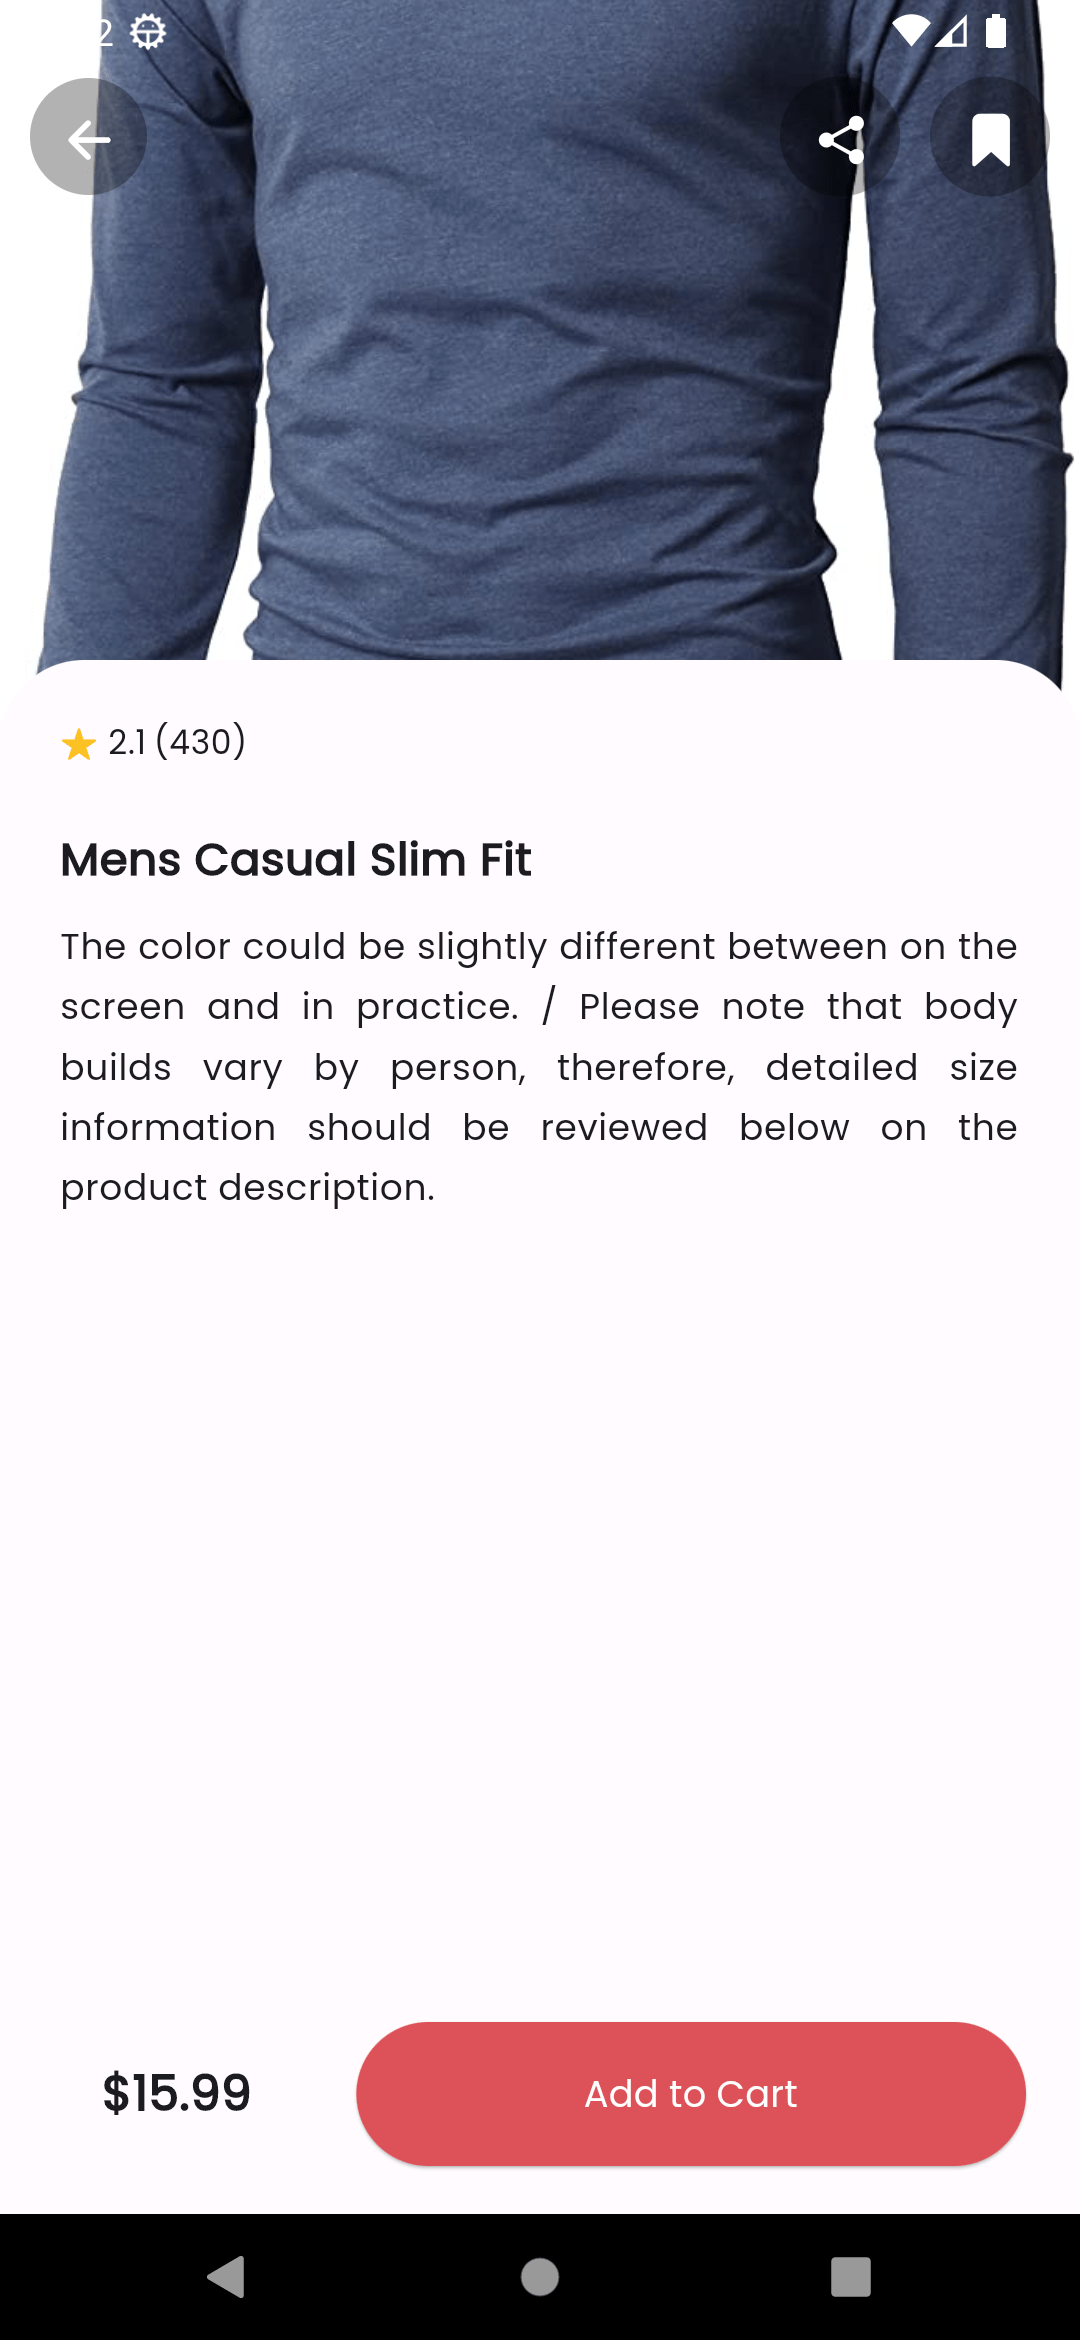 2.1 (430)
Mens Casual Slim Fit
The color could be slightly different between on the
screen and in practice. / Please note that body
builds vary by person, therefore, detailed size
information should be reviewed below on the
product description.
$15.99
Add to Cart